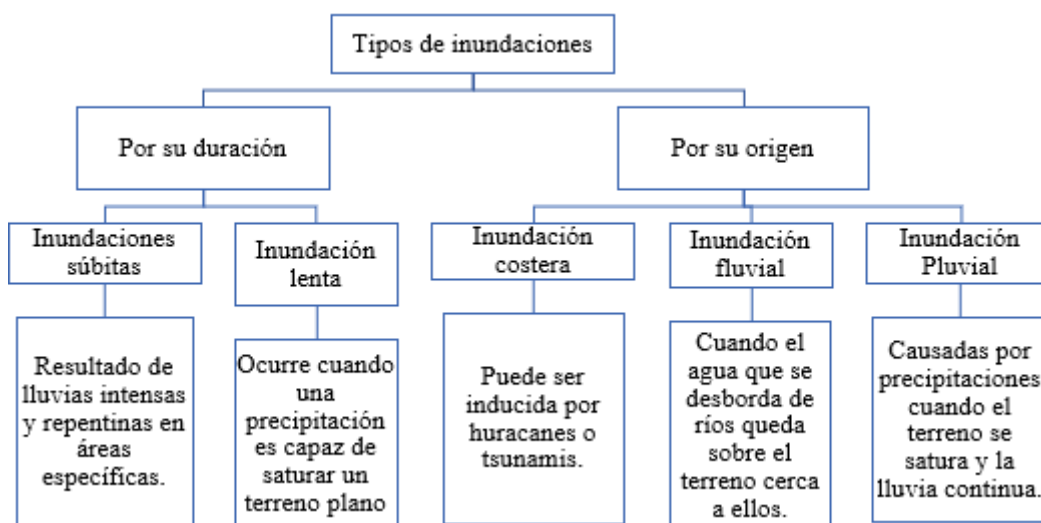 Tipos de inundaciones
Por su duración
Por su origen
Inundaciones
súbitas
Inundación
lenta
Inundación
costera
Inundación
fluvial
Inundación
Pluvial
Resultado de
lluvias intensas
y repentinas en
áreas
específicas.
Ocurre cuando
una
precipitación
es capaz de
saturar un
terreno plano
Puede ser
inducida por
huracanes o
tsunamis.
Cuando el
agua que se
desborda de
ríos queda
sobre el
terreno cerca
a ellos.
Causadas por
precipitaciones
cuando el
terreno se
satura y la
lluvia continua.